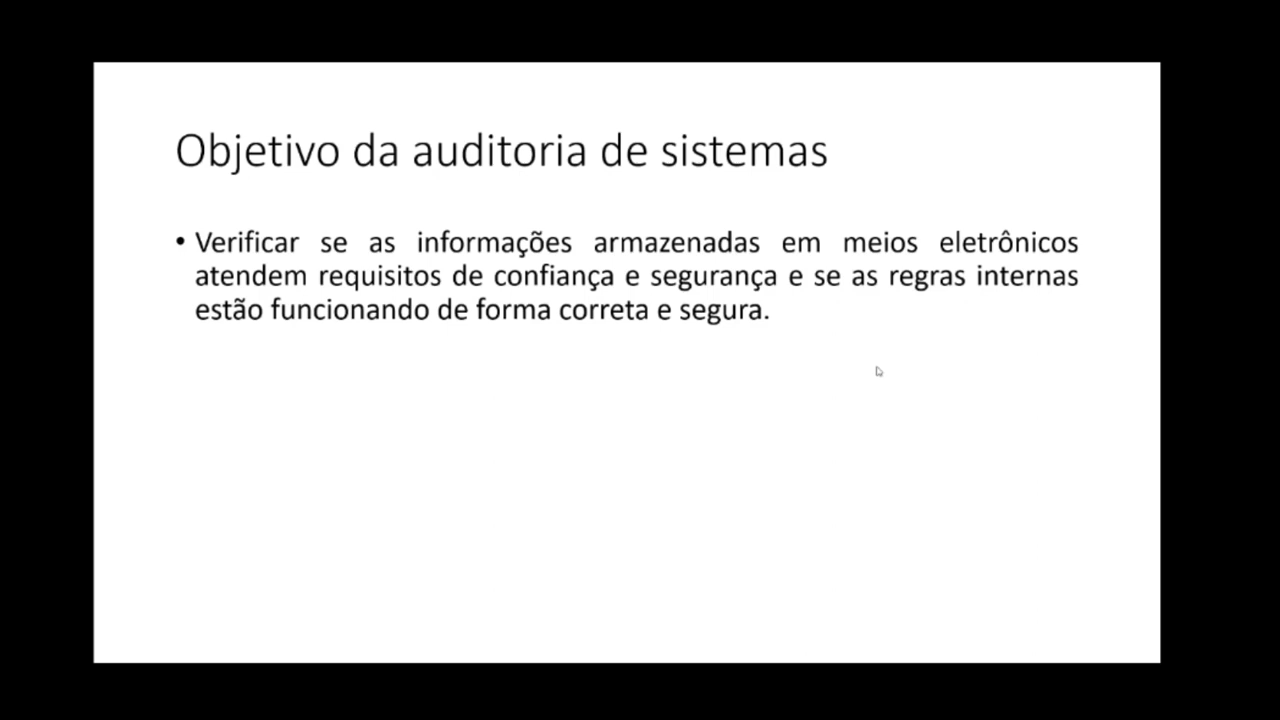 Objetivo da auditoria de sistemas
• Verificar se as informações armazenadas em meios eletrônicos
atendem requisitos de confiança e segurança e se as regras internas
estão funcionando de forma correta e segura.